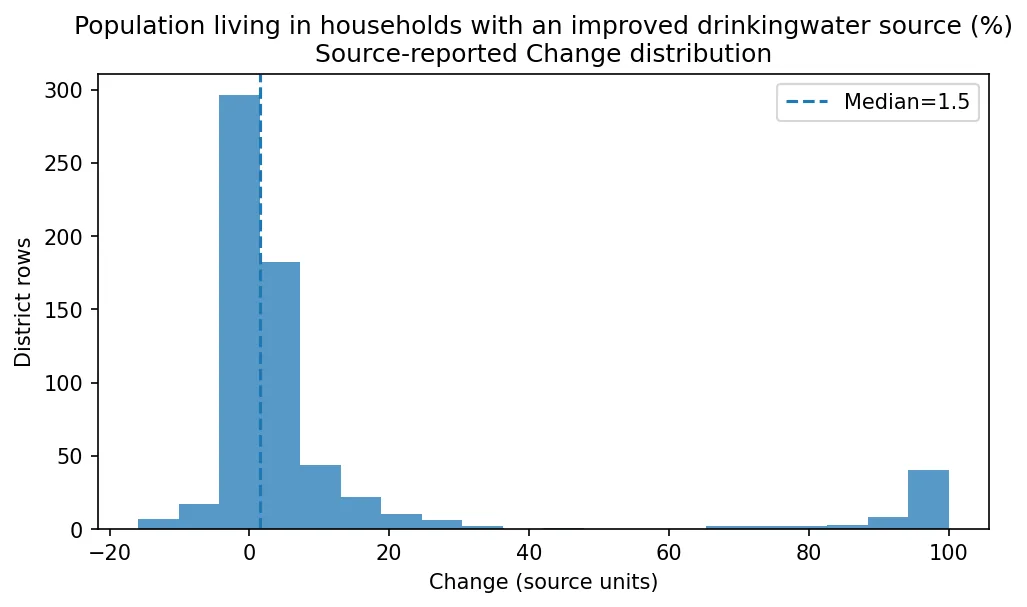 Population living in households with an improved drinkingwater source (%)
Source-reported Change distribution
Median=1.5
District rows
300
250
200
150
100
50
0
−20
0
20
40
60
80
100
Change (source units)